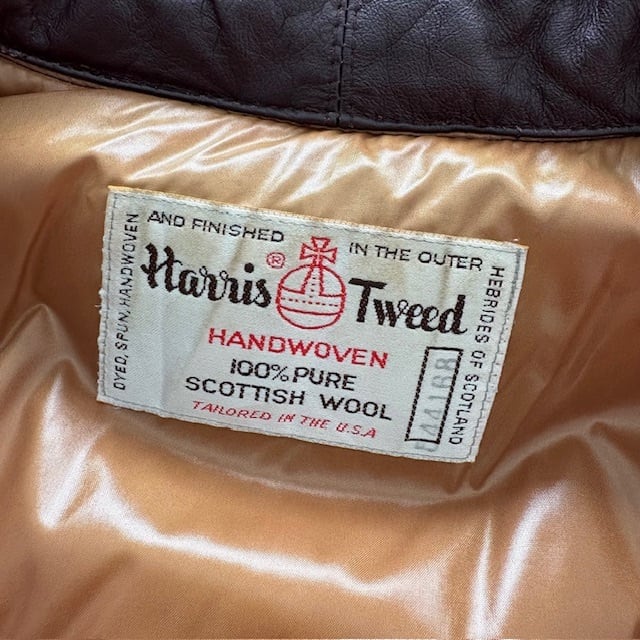 DYED, SPUN, HANDWOVEN
AND FINISHED
IN THE OUTER
HEBRIDES OF SCOTLAND
Harris ® Tweed
HANDWOVEN
100% PURE
SCOTTISH WOOL
TAILORED IN THE U.S.A